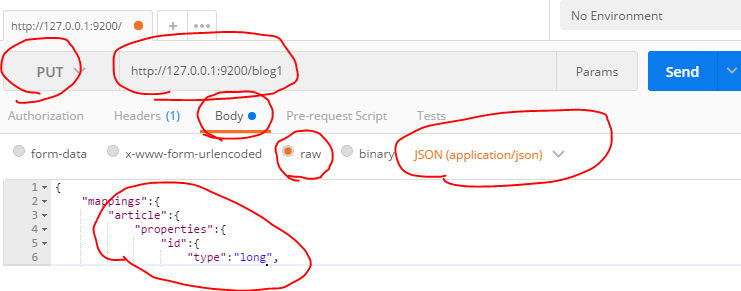 http://127.0.0.1:9200/
No Environment
PUT http://127.0.0.1:9200/blog1 Params Send
Authorization Headers (1) Body Pre-request Script Tests
form-data x-www-form-urlencoded raw binary JSON (application/json)
1 {
2 "mappings":{
3 "article":{
4 "properties":{
5 "id":{
6 "type":"long",